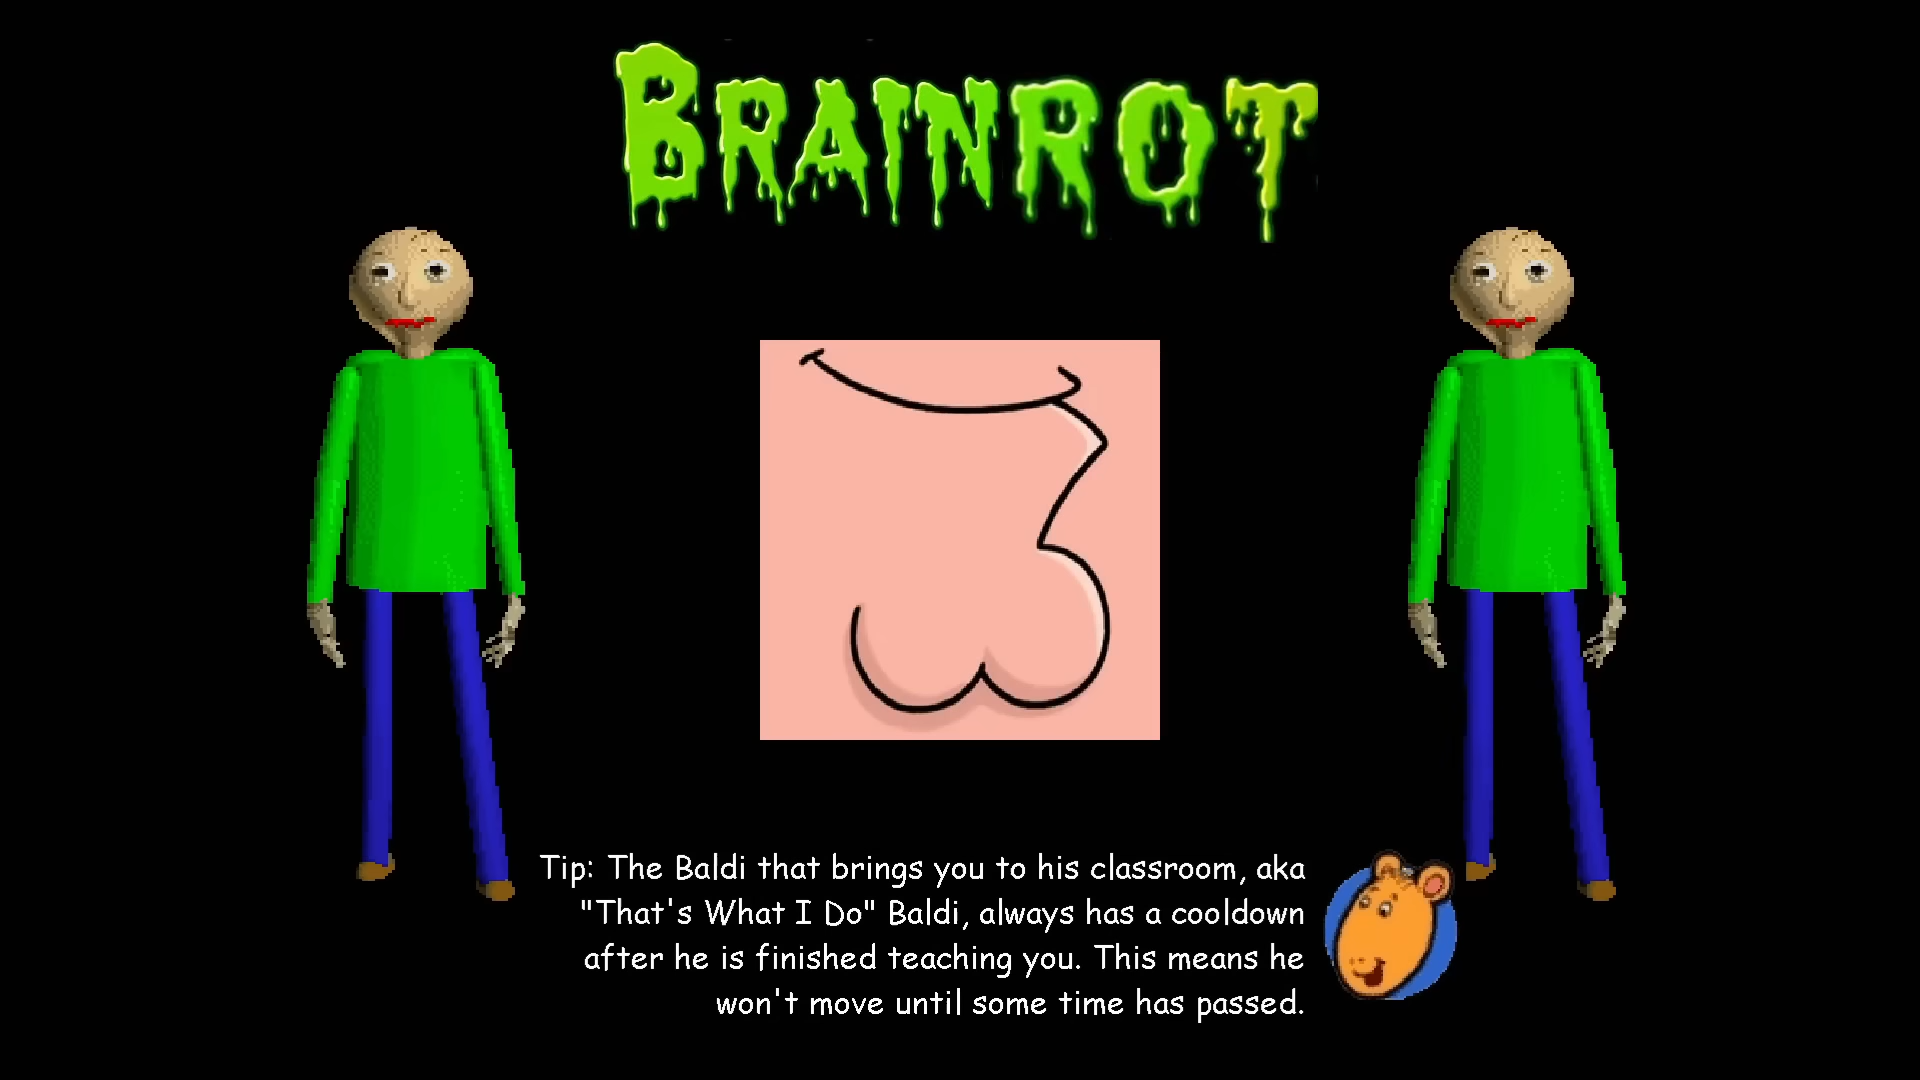 BRAINROT
Tip: The Baldi that brings you to his classroom, aka
"That's What I Do" Baldi, always has a cooldown
after he is finished teaching you. This means he
won't move until some time has passed.